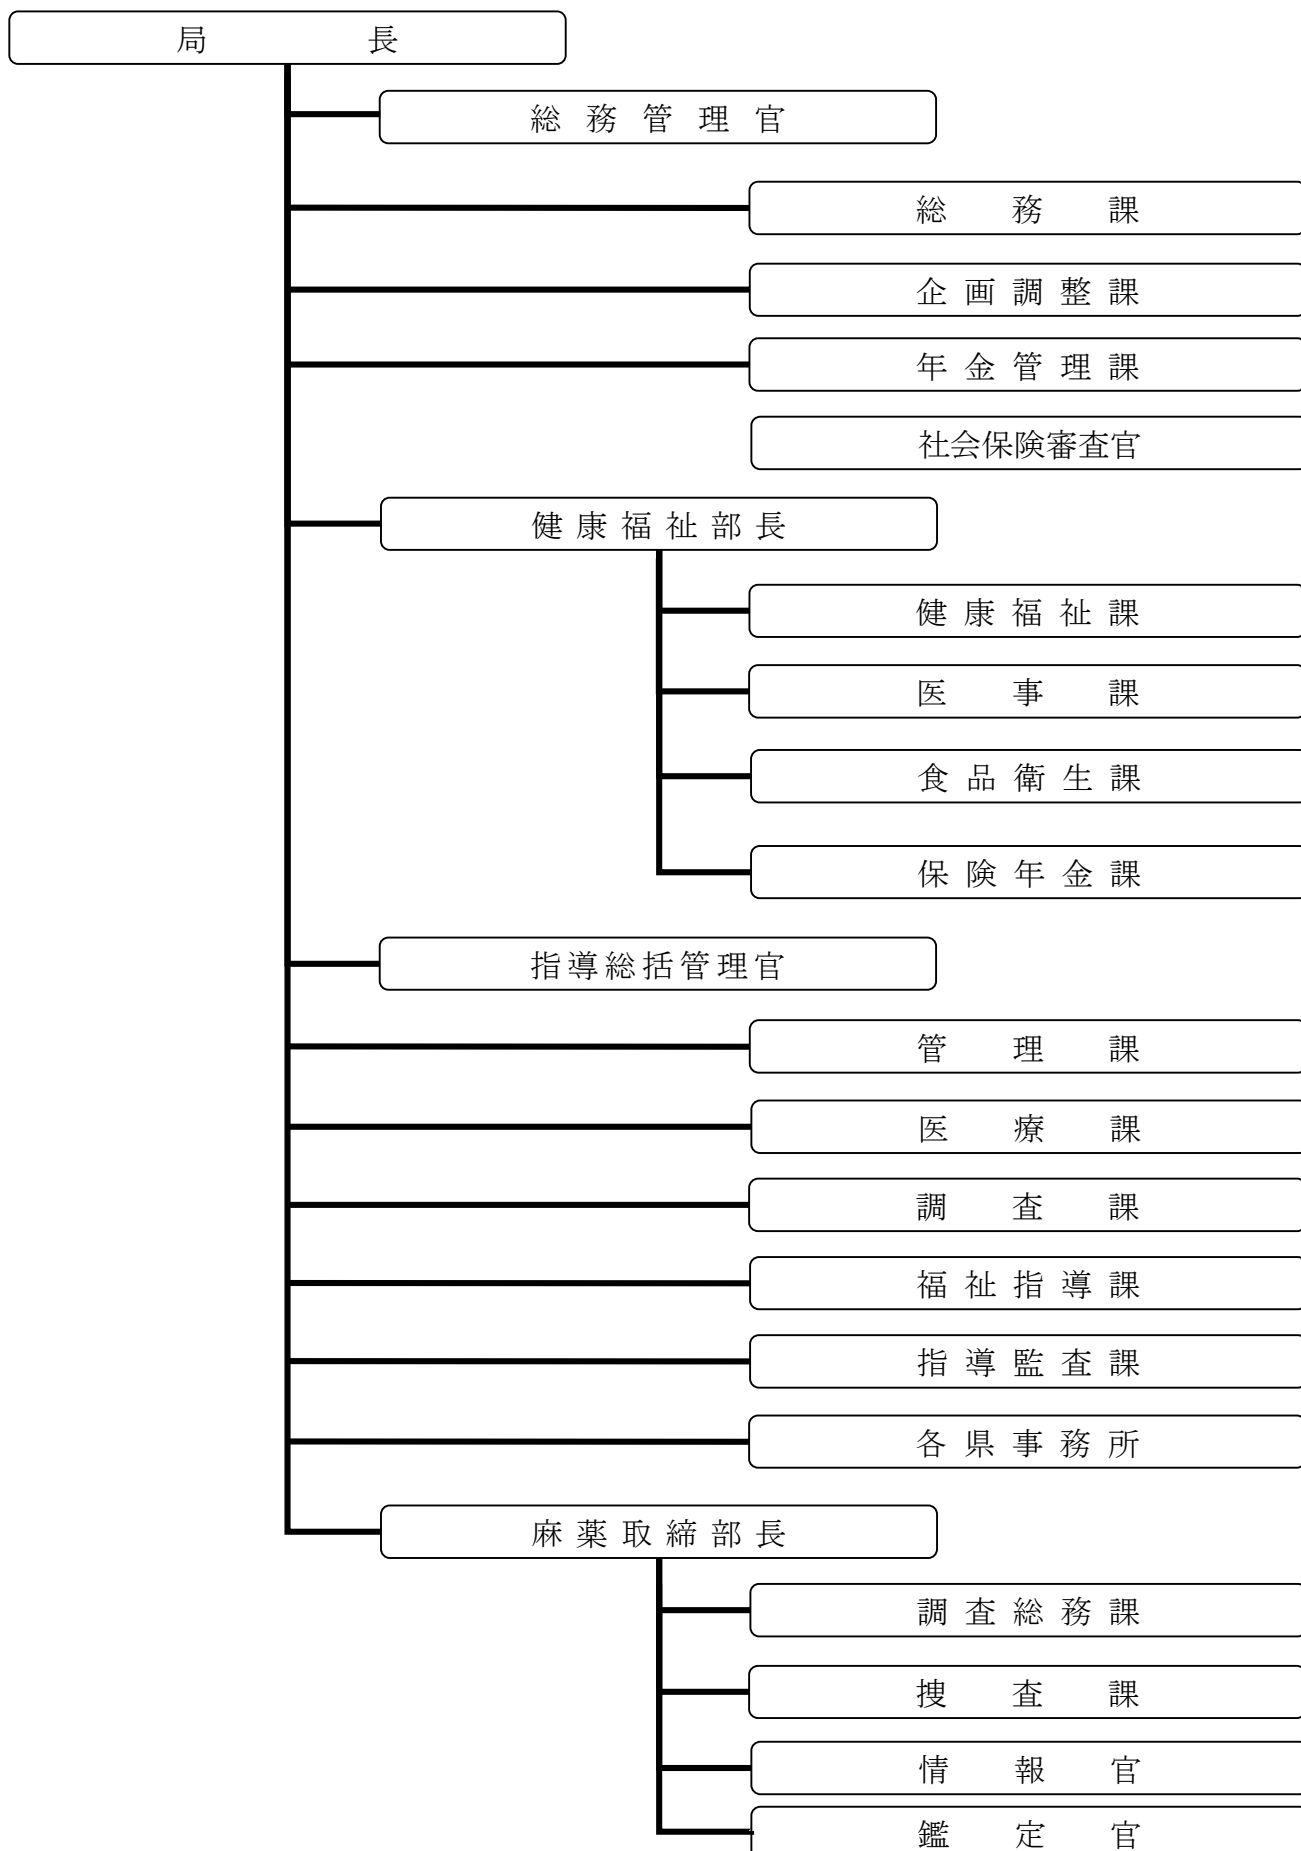 局長
総務管理官
総務課
企画調整課
年金管理課
社会保険審査官
健康福祉部長
健康福祉課
医事課
食品衛生課
保険年金課
指導総括管理官
管理課
医療課
調査課
福祉指導課
指導監査課
各県事務所
麻薬取締部長
調査総務課
捜査課
情報官
鑑定官